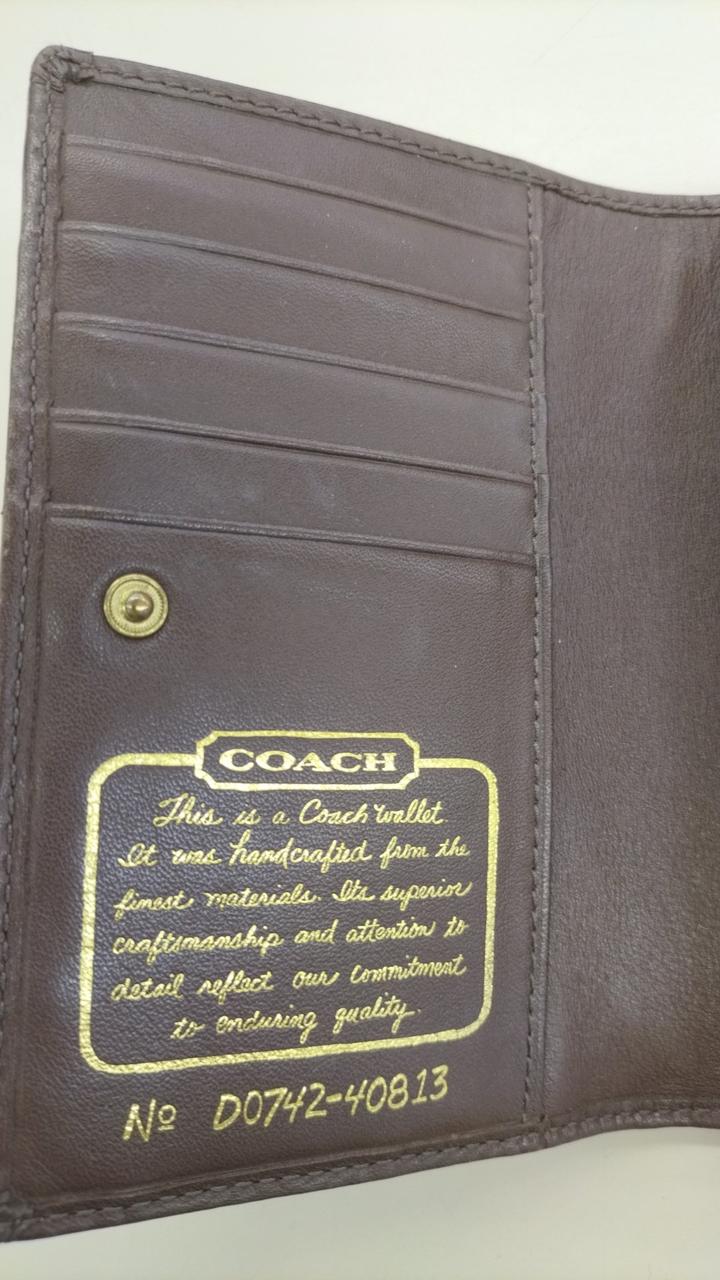 COACH
This is a Coach Wallet.
It was handcrafted from the
finest materials. Its superior
craftsmanship and attention to
detail reflect our commitment
to enduring quality.
Nº D0742-40813